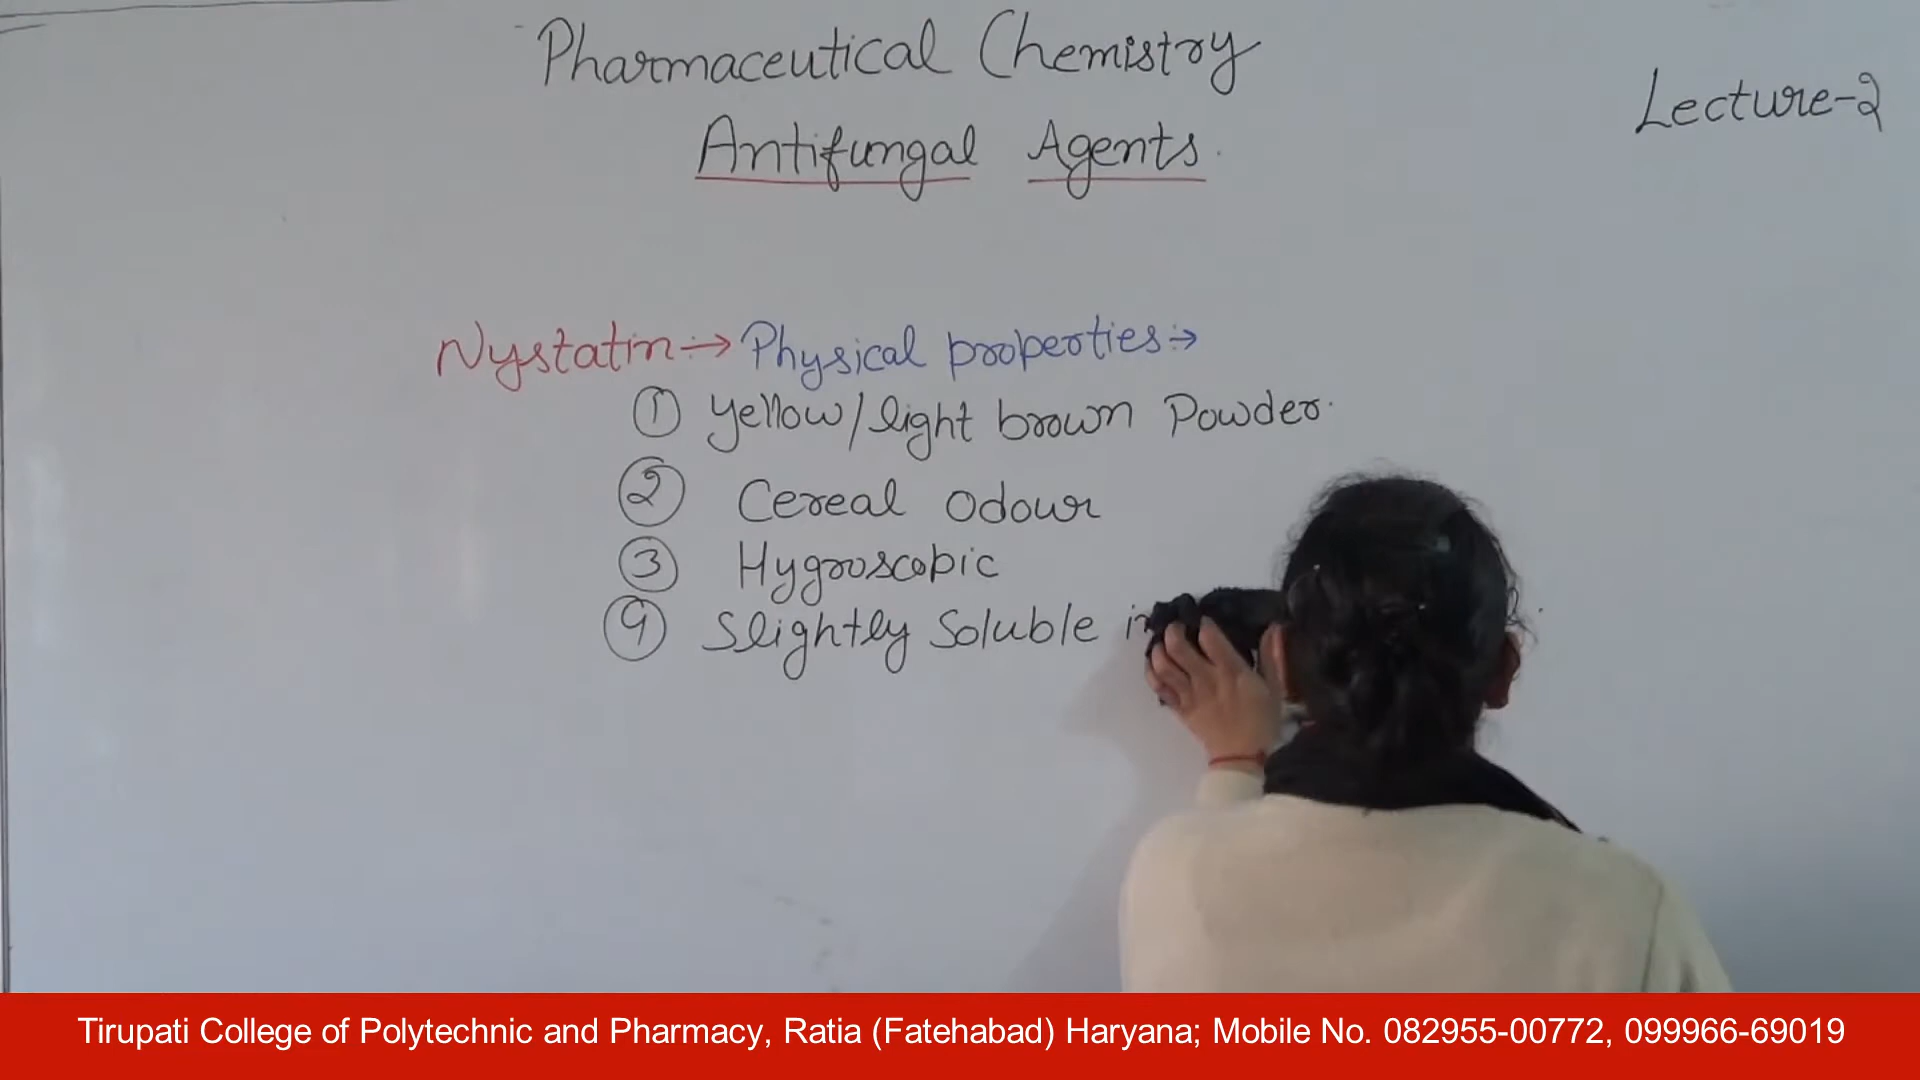 Pharmaceutical Chemistry
Lecture-2
Antifungal Agents
Nystatin → Physical properties →
① Yellow/light brown Powder
② Cereal Odour
③ Hygroscopic
④ Slightly Soluble in
Tirupati College of Polytechnic and Pharmacy, Ratia (Fatehabad) Haryana; Mobile No. 082955-00772, 099966-69019